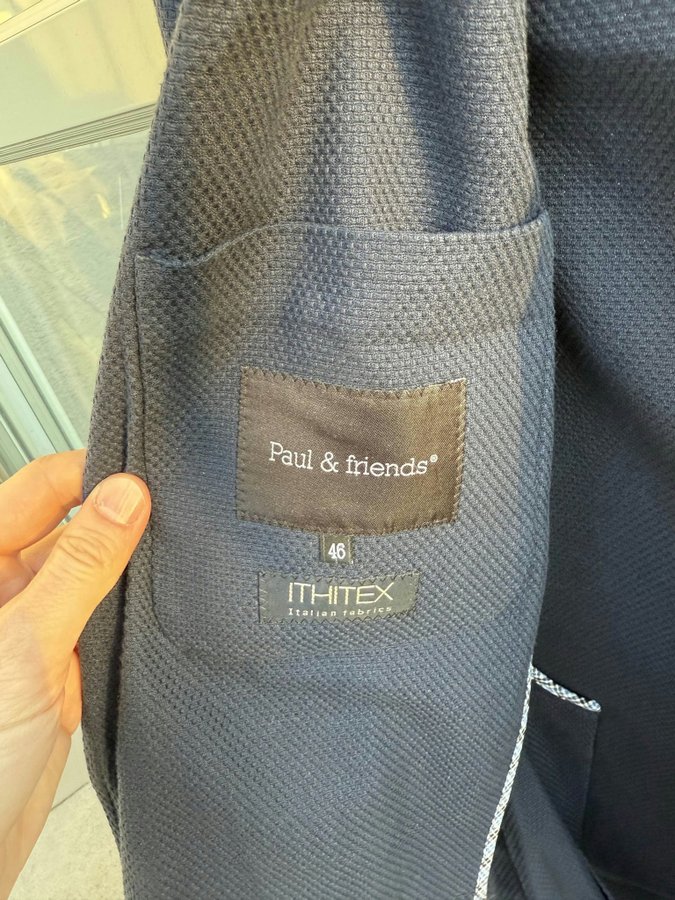 Paul & friends®
46
ITHITEX
Italian fabrics